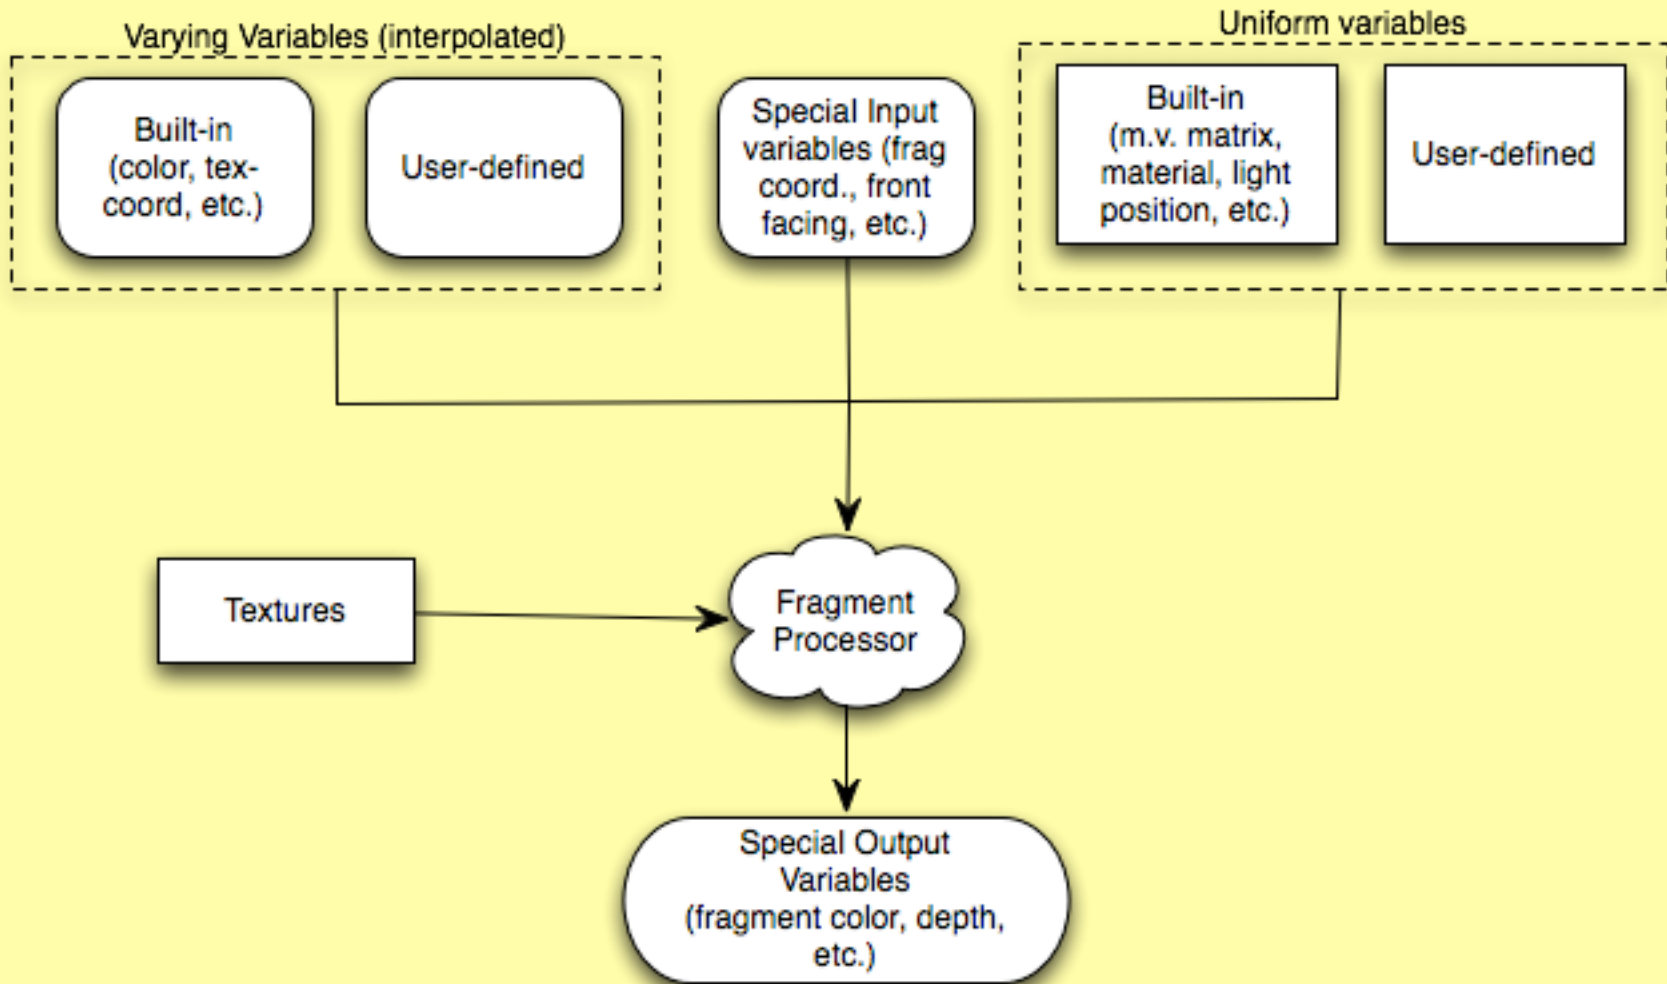 Varying Variables (interpolated)
Uniform variables
Built-in
(color, tex-
coord, etc.)
User-defined
Special Input
variables (frag
coord., front
facing, etc.)
Built-in
(m.v. matrix,
material, light
position, etc.)
User-defined
Textures
Fragment
Processor
Special Output
Variables
(fragment color, depth,
etc.)